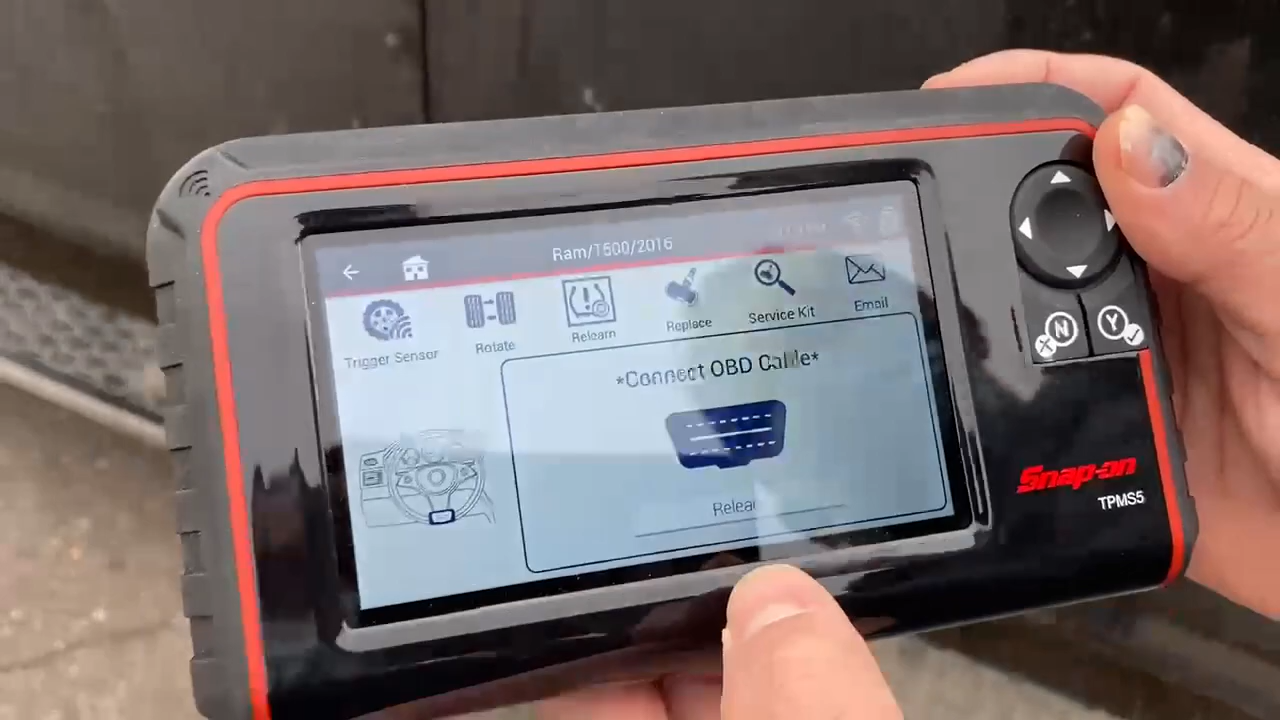 Ram/1500/2016
Trigger Sensor
Rotate
Relearn
Replace
Service Kit
Email
*Connect OBD Cable*
Relearn
N
Y
Snap-on
TPMS5